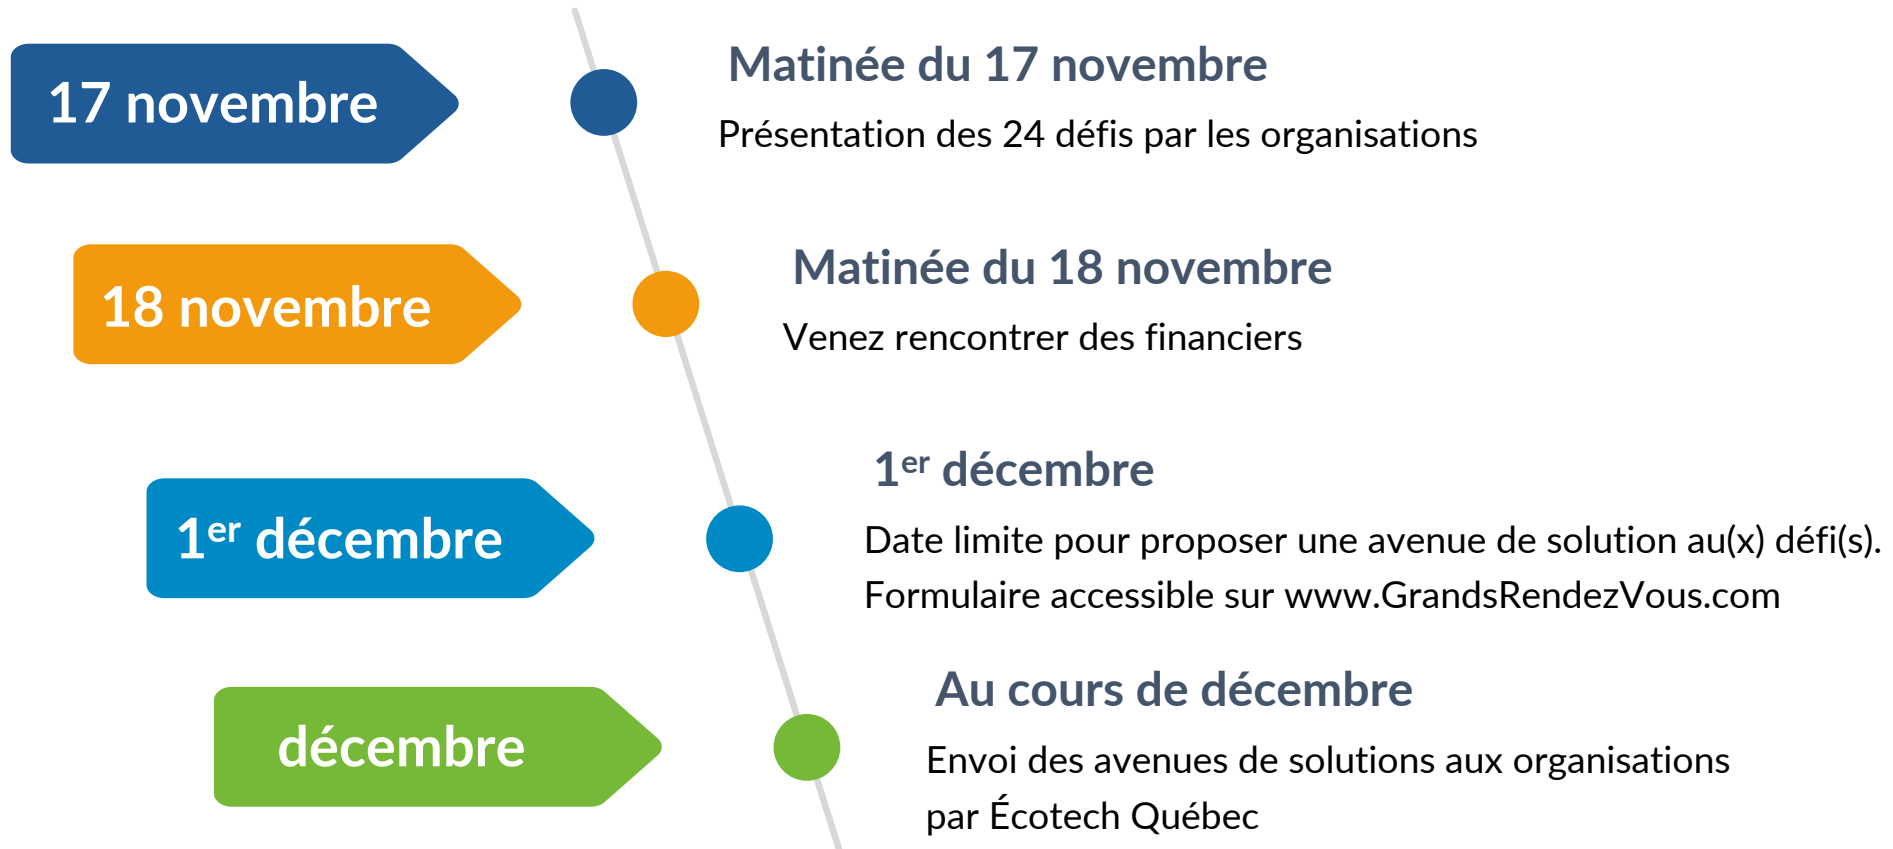 17 novembre
Matinée du 17 novembre
Présentation des 24 défis par les organisations
18 novembre
Matinée du 18 novembre
Venez rencontrer des financiers
1er décembre
1er décembre
Date limite pour proposer une avenue de solution au(x) défi(s).
Formulaire accessible sur www.GrandsRendezVous.com
décembre
Au cours de décembre
Envoi des avenues de solutions aux organisations
par Écotech Québec